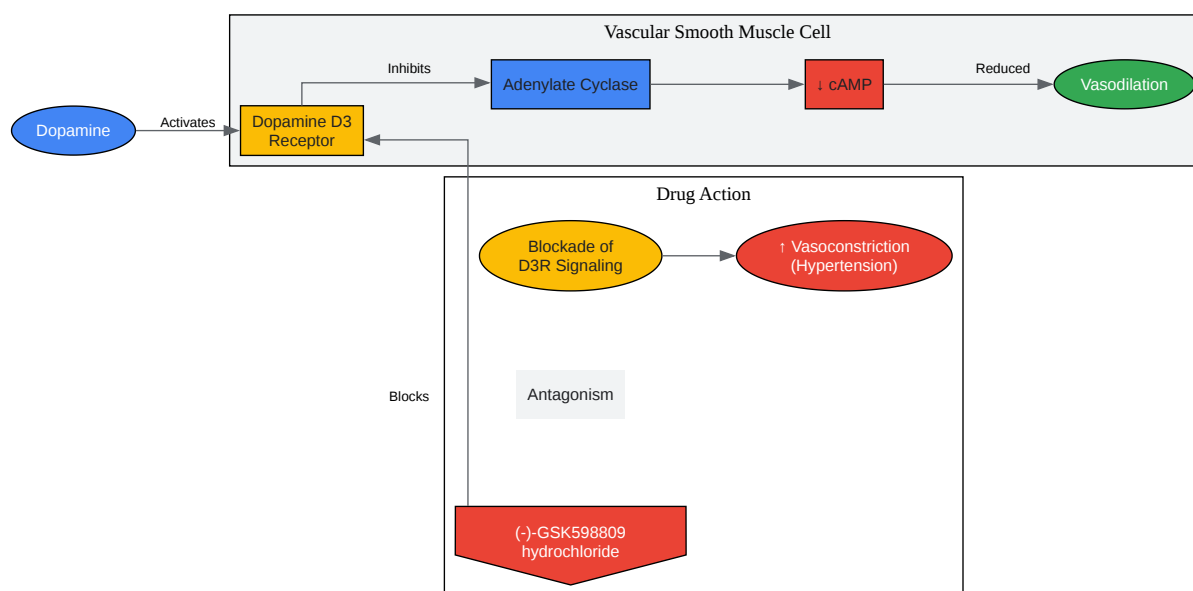 Vascular Smooth Muscle Cell
Inhibits
Adenylate Cyclase
↓ cAMP
Reduced
Vasodilation
Dopamine
Activates
Dopamine D3
Receptor
Drug Action
Blockade of
D3R Signaling
↑ Vasoconstriction
(Hypertension)
Blocks
Antagonism
(-)-GSK598809
hydrochloride